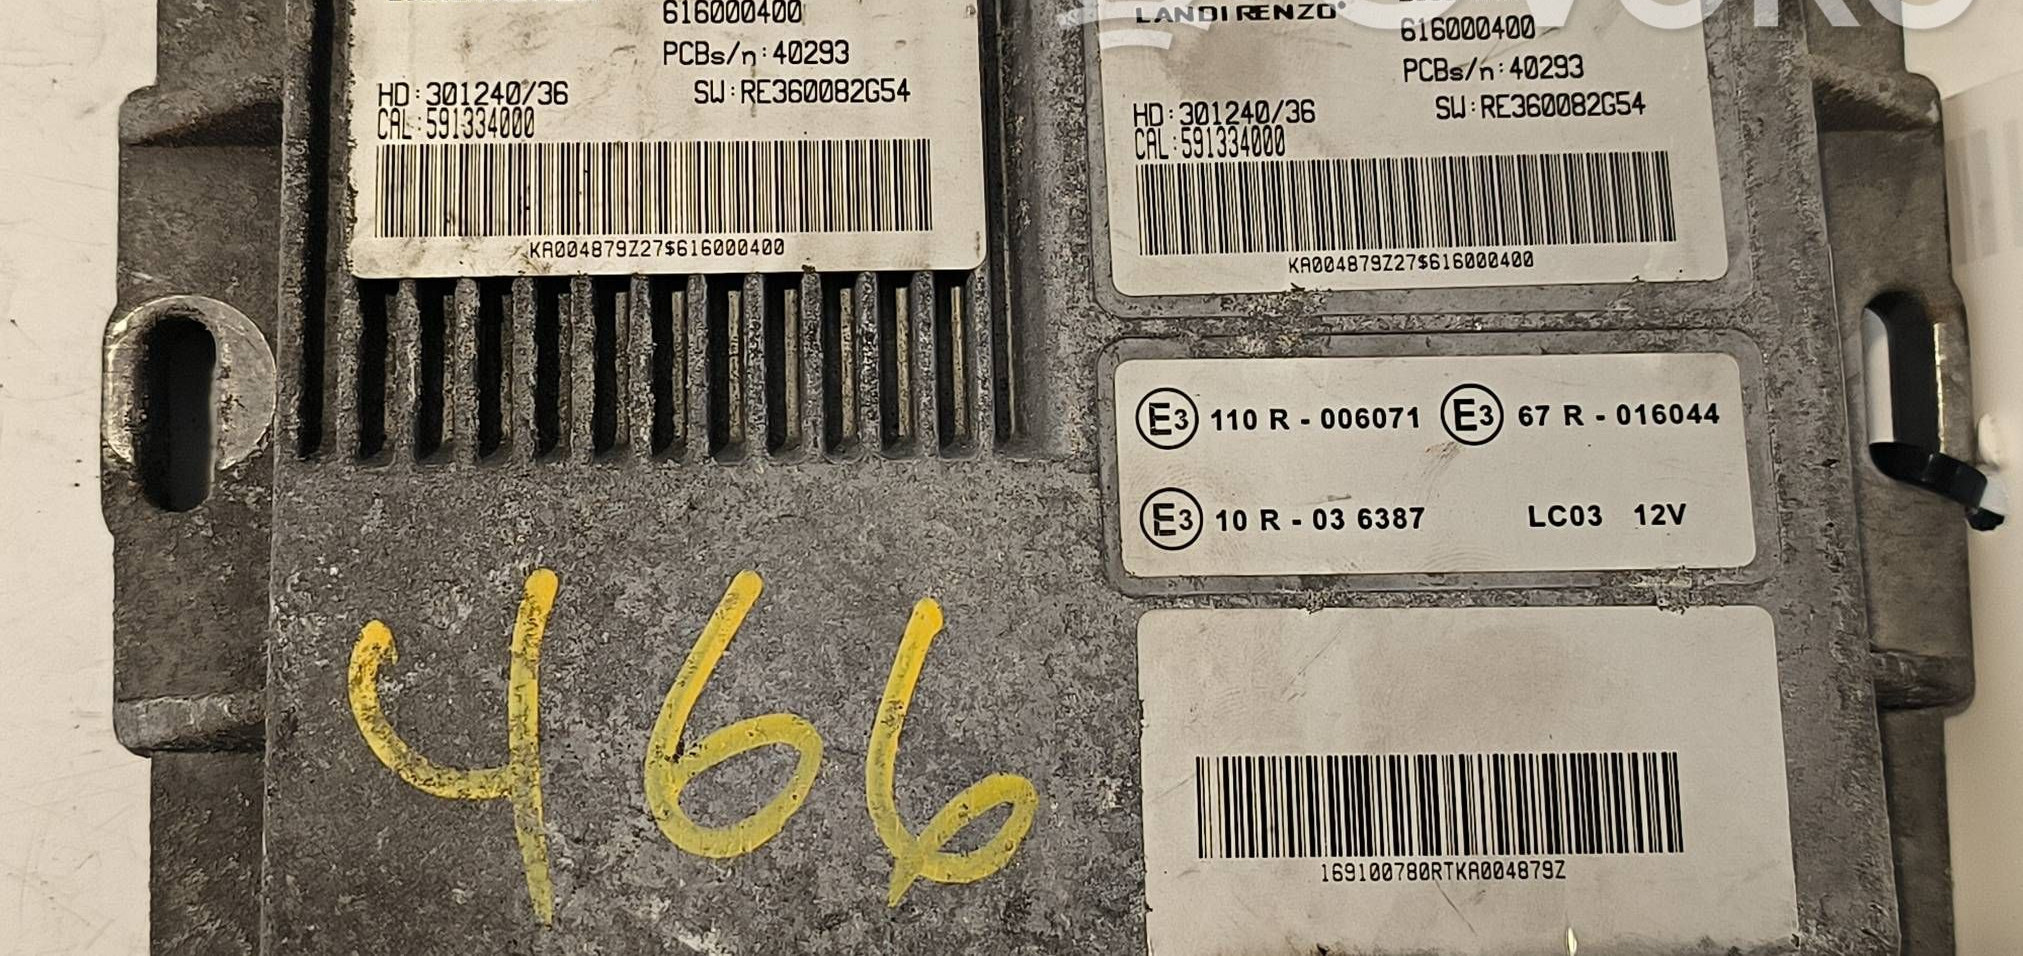 616000400
PCBs/n:40293
HD:301240/36 SW:RE360082G54
CAL:591334000
KA004879Z27$616000400
LANDIRENZO
616000400
PCBs/n:40293
HD:301240/36 SW:RE360082G54
CAL:591334000
KA004879Z27$616000400
E3 110 R - 006071 E3 67 R - 016044
E3 10 R - 03 6387 LC03 12V
466
169100780RTKA004879Z